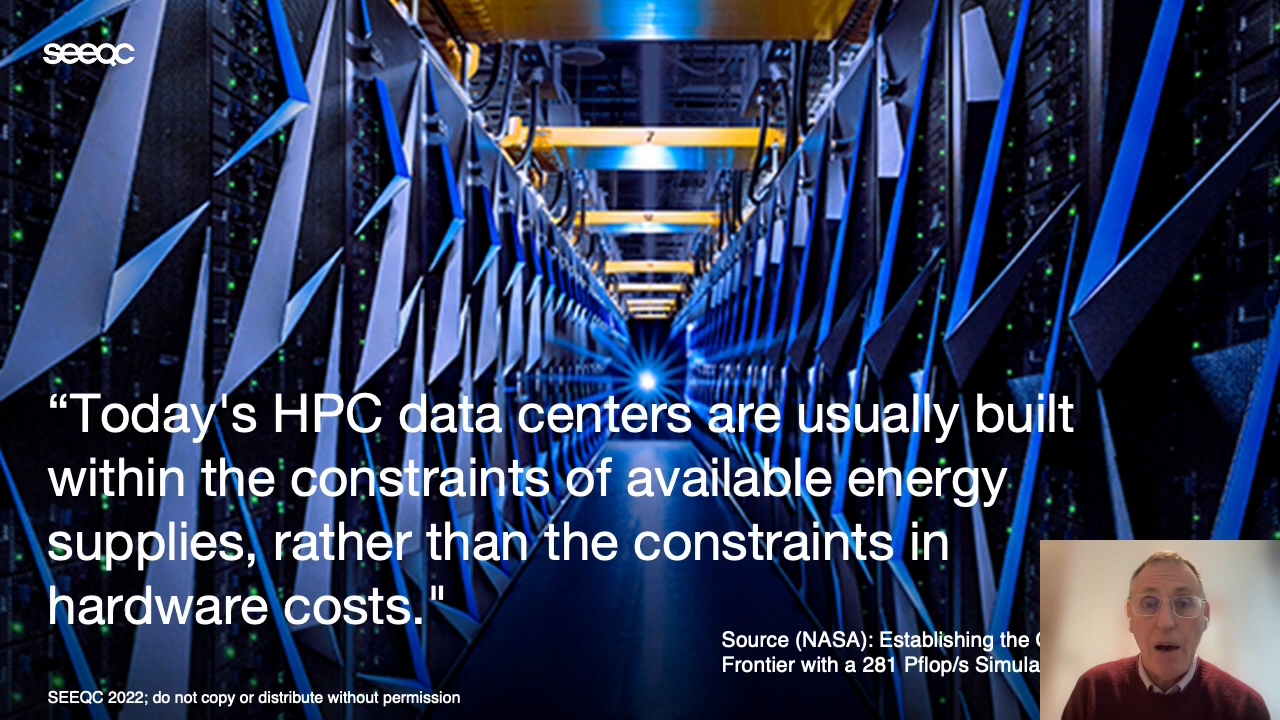 SEEQC
“Today's HPC data centers are usually built
within the constraints of available energy
supplies, rather than the constraints in
hardware costs."
Source (NASA): Establishing the
Frontier with a 281 Pflop/s
SEEQC 2022; do not copy or distribute without permission